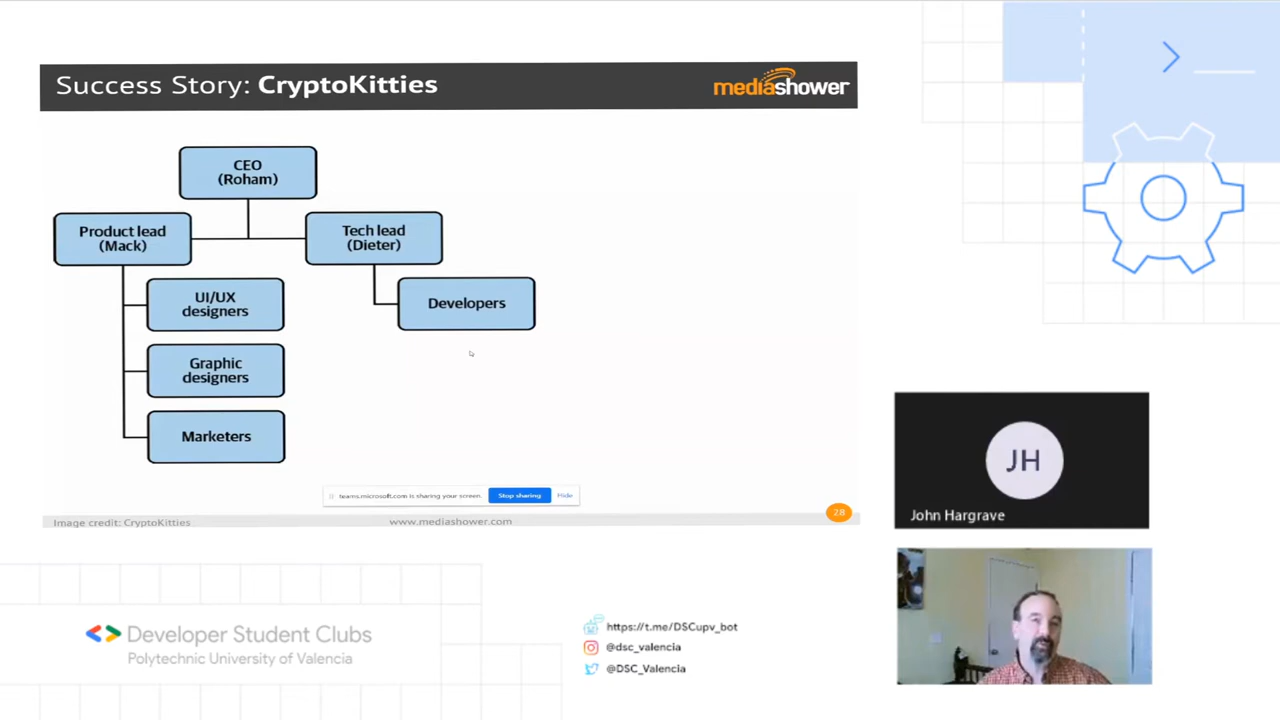 Success Story: CryptoKitties
mediashower
CEO
(Roham)
Product lead
(Mack)
Tech lead
(Dieter)
UI/UX
designers
Developers
Graphic
designers
Marketers
teams.microsoft.com is sharing your screen.
Stop sharing
Hide
Image credit: CryptoKitties
www.mediashower.com
28
JH
John Hargrave
Developer Student Clubs
Polytechnic University of Valencia
https://t.me/DSCupv_bot
@dsc_valencia
@DSC_Valencia